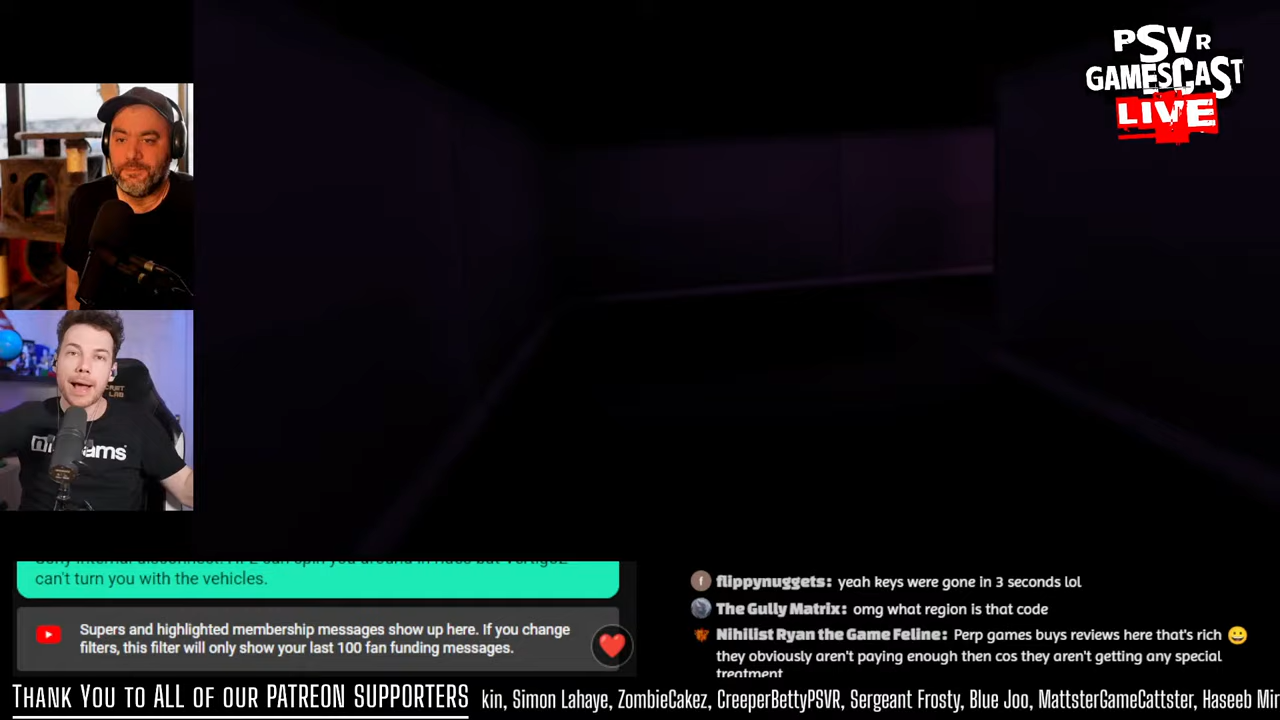 PSVR
GAMESCAST
LIVE
can't turn you with the vehicles.
Supers and highlighted membership messages show up here. If you change
filters, this filter will only show your last 100 fan funding messages.
flippynuggets: yeah keys were gone in 3 seconds lol
The Gully Matrix: omg what region is that code
Nihilist Ryan the Game Feline: Perp games buys reviews here that's rich 😀
they obviously aren't paying enough then cos they aren't getting any special
treatment
THANK YOU TO ALL OF OUR PATREON SUPPORTERS
kin, Simon Lahaye, ZombieCakez, CreeperBettyPSVR, Sergeant Frosty, Blue Joo, MattsterGameCattster, Haseeb Mir